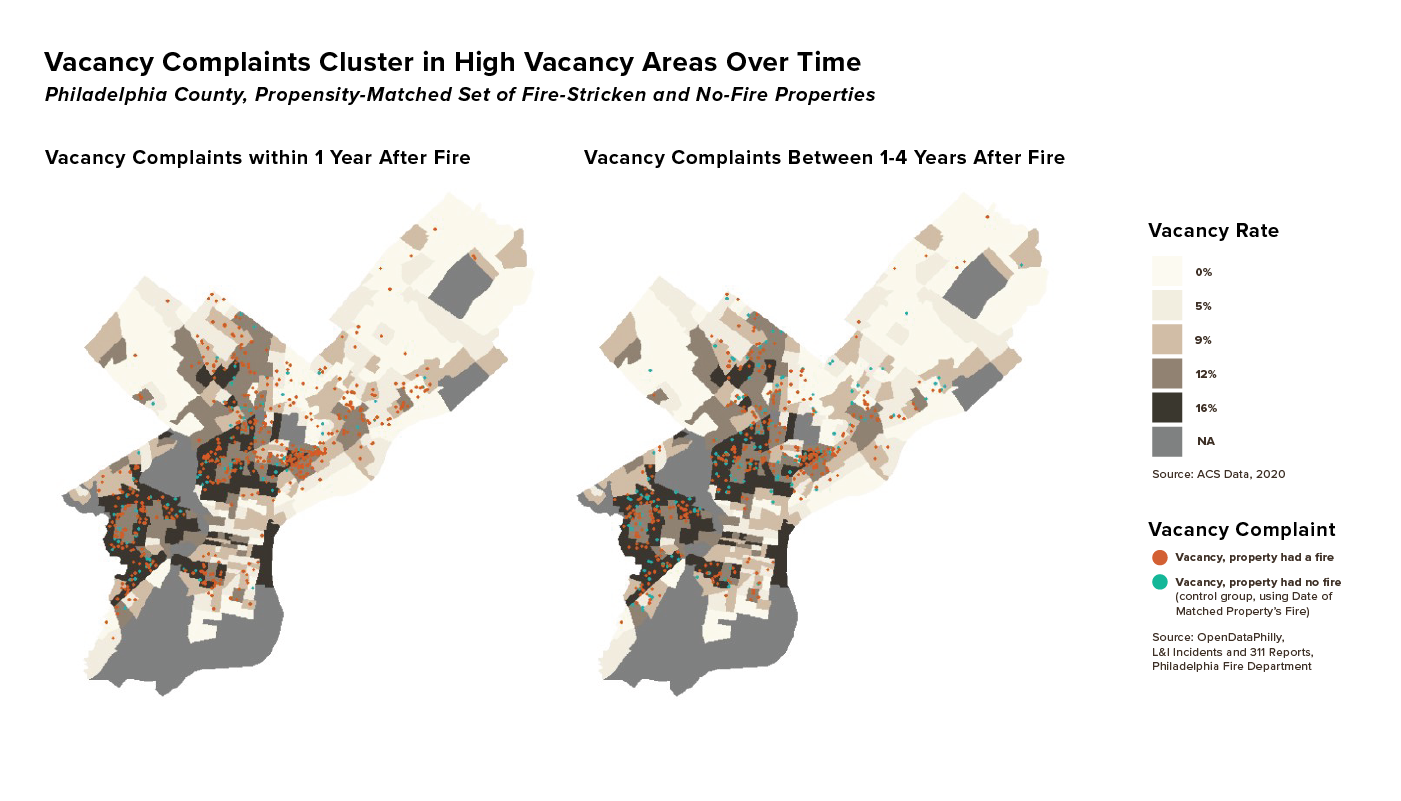 Vacancy Complaints Cluster in High Vacancy Areas Over Time
Philadelphia County, Propensity-Matched Set of Fire-Stricken and No-Fire Properties
Vacancy Complaints within 1 Year After Fire
Vacancy Complaints Between 1-4 Years After Fire
Vacancy Rate
0%
5%
9%
12%
16%
NA
Source: ACS Data, 2020
Vacancy Complaint
Vacancy, property had a fire
Vacancy, property had no fire
(control group, using Date of
Matched Property's Fire)
Source: OpenDataPhilly,
L&I Incidents and 311 Reports,
Philadelphia Fire Department